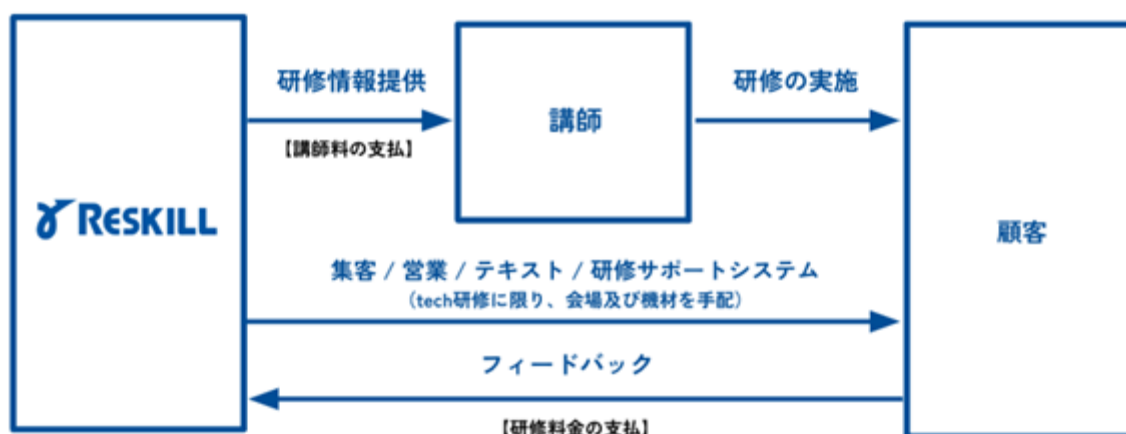 研修情報提供
【講師料の支払】
講師
研修の実施
RESKILL
顧客
集客 / 営業 / テキスト / 研修サポートシステム
（tech研修に限り、会場及び機材を手配）
フィードバック
【研修料金の支払】